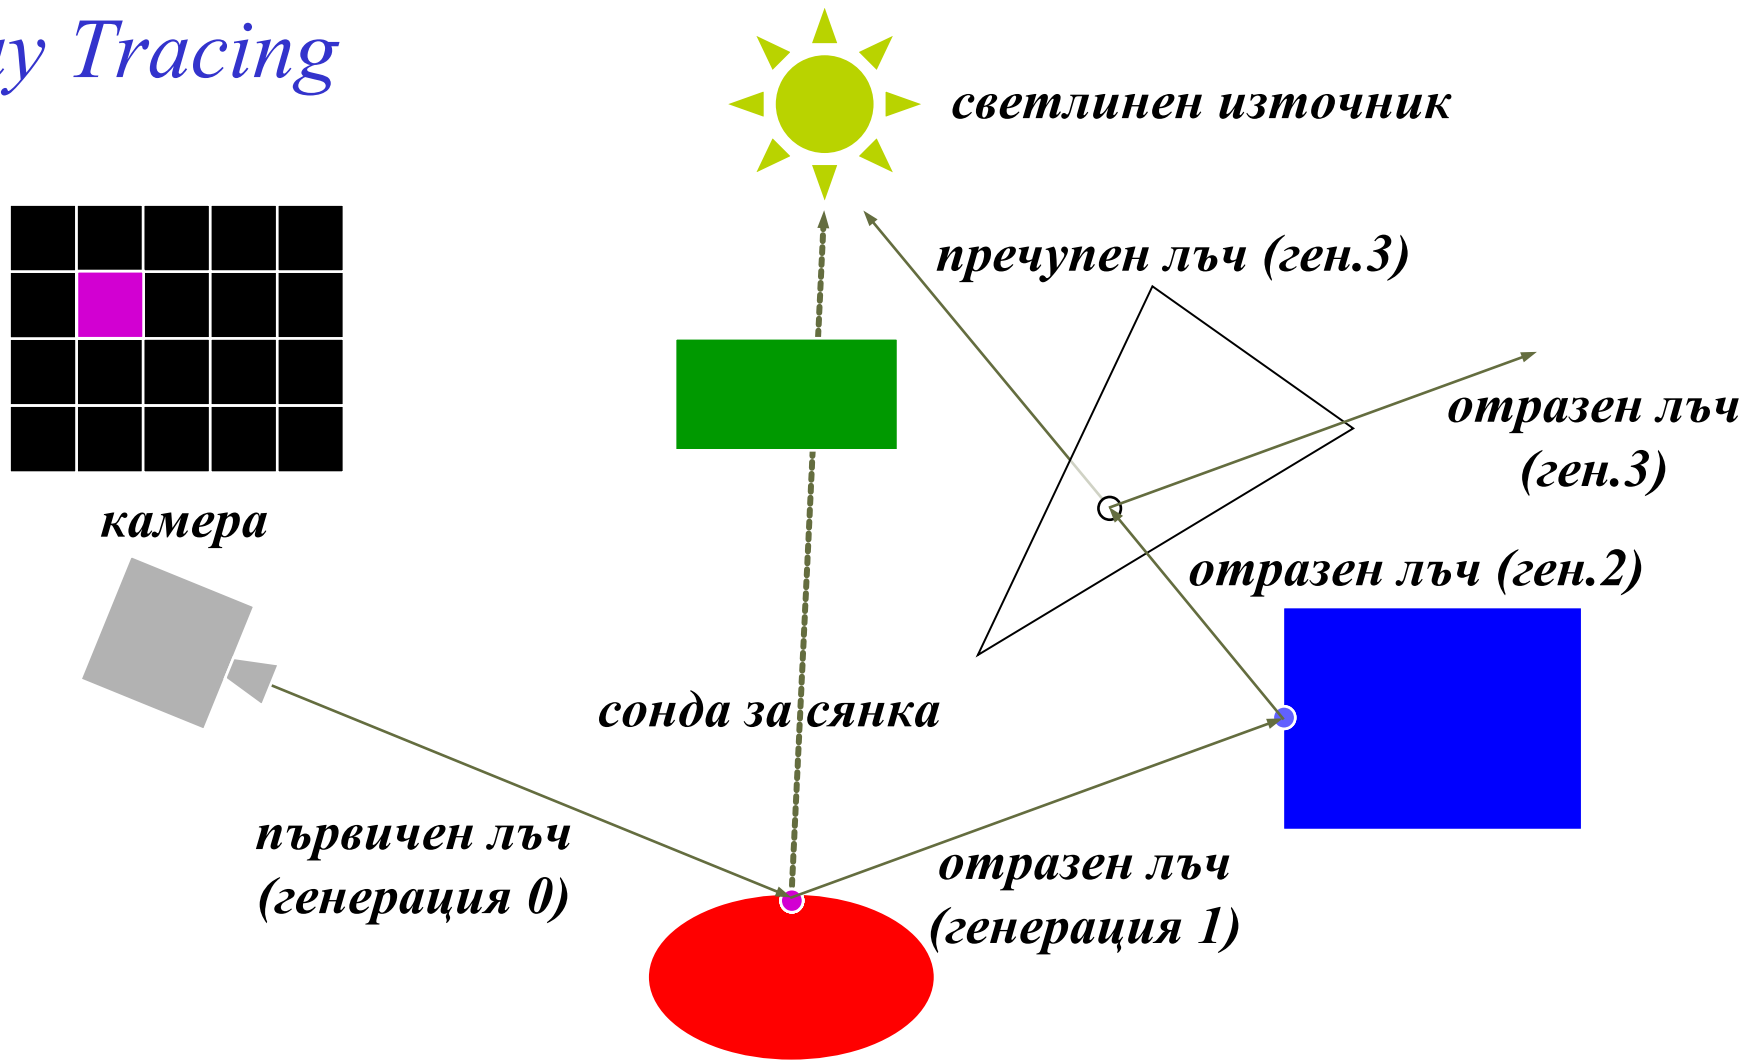 ay Tracing
светлинен източник
пречупен лъч (ген.3)
отразен лъч
(ген.3)
камера
отразен лъч (ген.2)
сонда за сянка
първичен лъч
(генерация 0)
отразен лъч
(генерация 1)